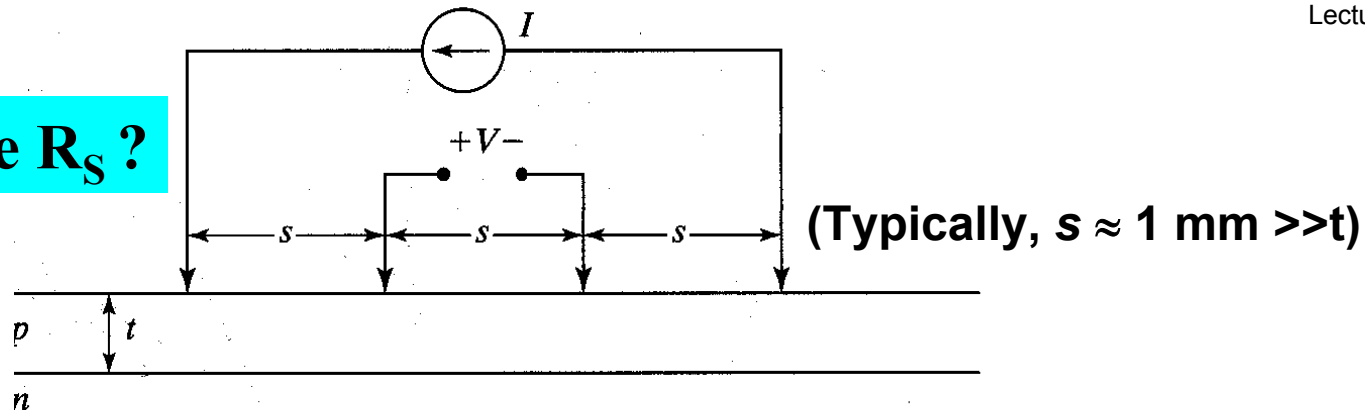 Lectu
I
e R_S ?
+V−
s s s
(Typically, s ≈ 1 mm >>t)
p t
n